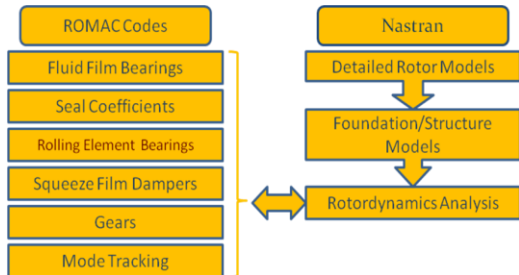 ROMAC Codes
Fluid Film Bearings
Seal Coefficients
Rolling Element Bearings
Squeeze Film Dampers
Gears
Mode Tracking
Nastran
Detailed Rotor Models
Foundation/Structure
Models
Rotordynamics Analysis